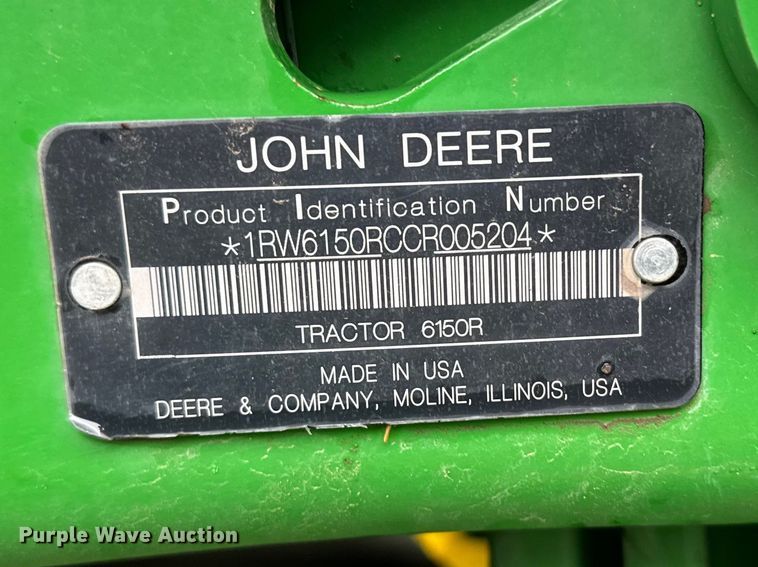 JOHN DEERE
Product Identification Number
*1RW6150RCCR005204*
TRACTOR 6150R
MADE IN USA
DEERE & COMPANY, MOLINE, ILLINOIS, USA
Purple Wave Auction